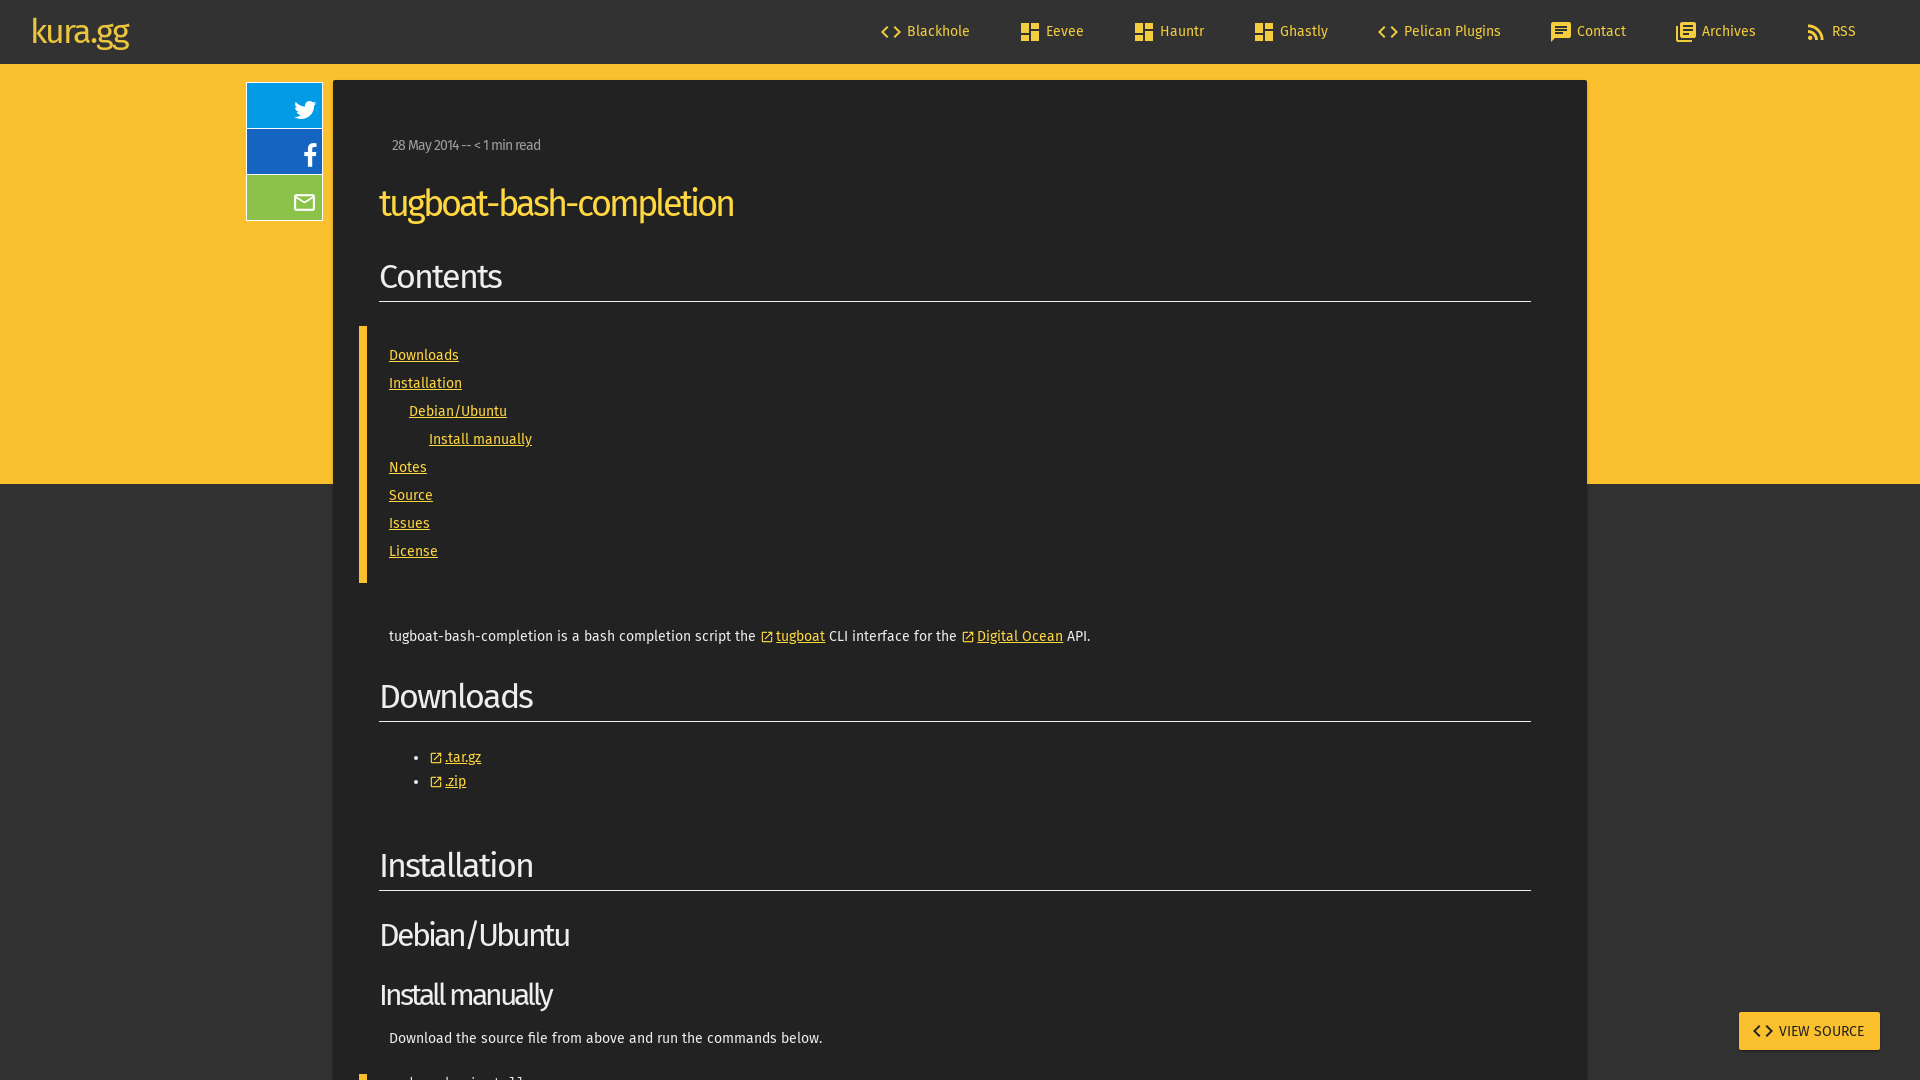 kura.gg
Blackhole
Eevee
Hauntr
Ghastly
Pelican Plugins
Contact
Archives
RSS
28 May 2014 -- < 1 min read
tugboat-bash-completion
Contents
Downloads
Installation
Debian/Ubuntu
Install manually
Notes
Source
Issues
License
tugboat-bash-completion is a bash completion script the tugboat CLI interface for the Digital Ocean API.
Downloads
• .tar.gz
• .zip
Installation
Debian/Ubuntu
Install manually
Download the source file from above and run the commands below.
VIEW SOURCE